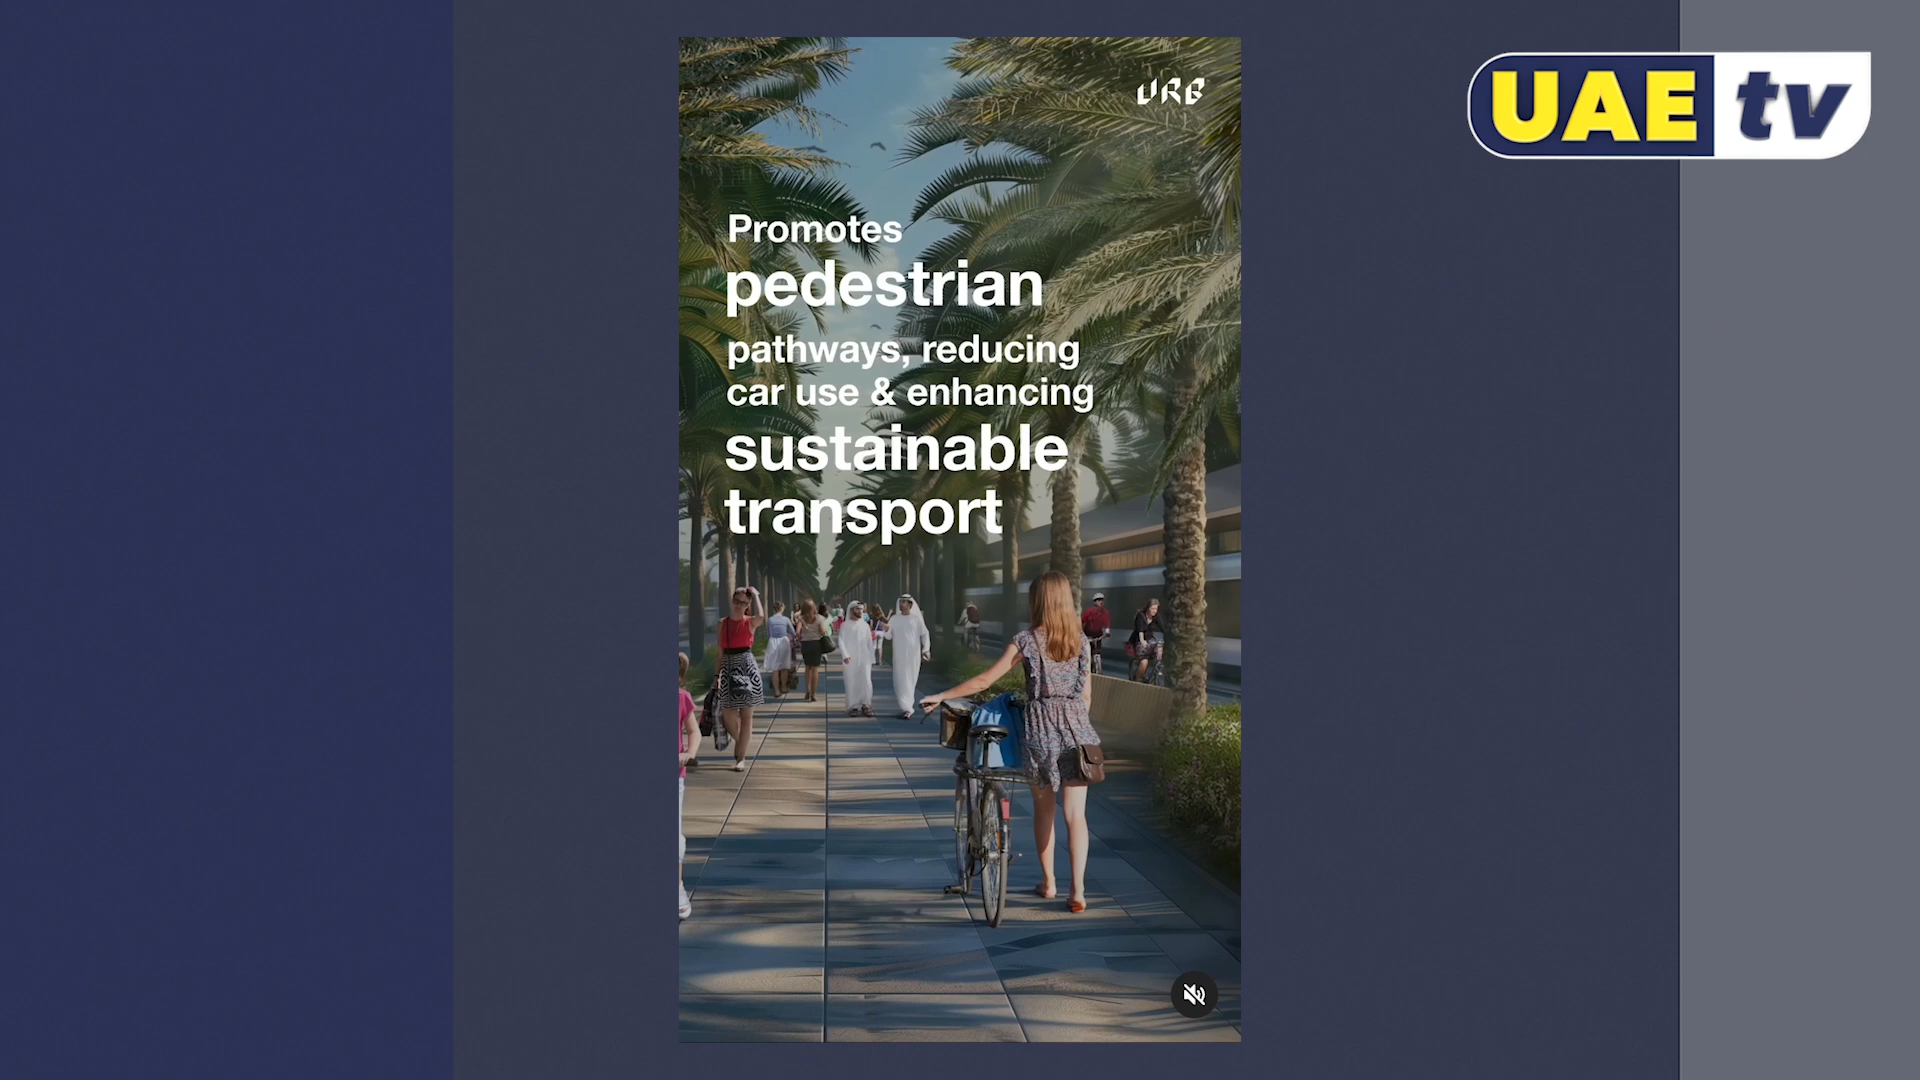 UAE tv
URB
Promotes
pedestrian
pathways, reducing
car use & enhancing
sustainable
transport